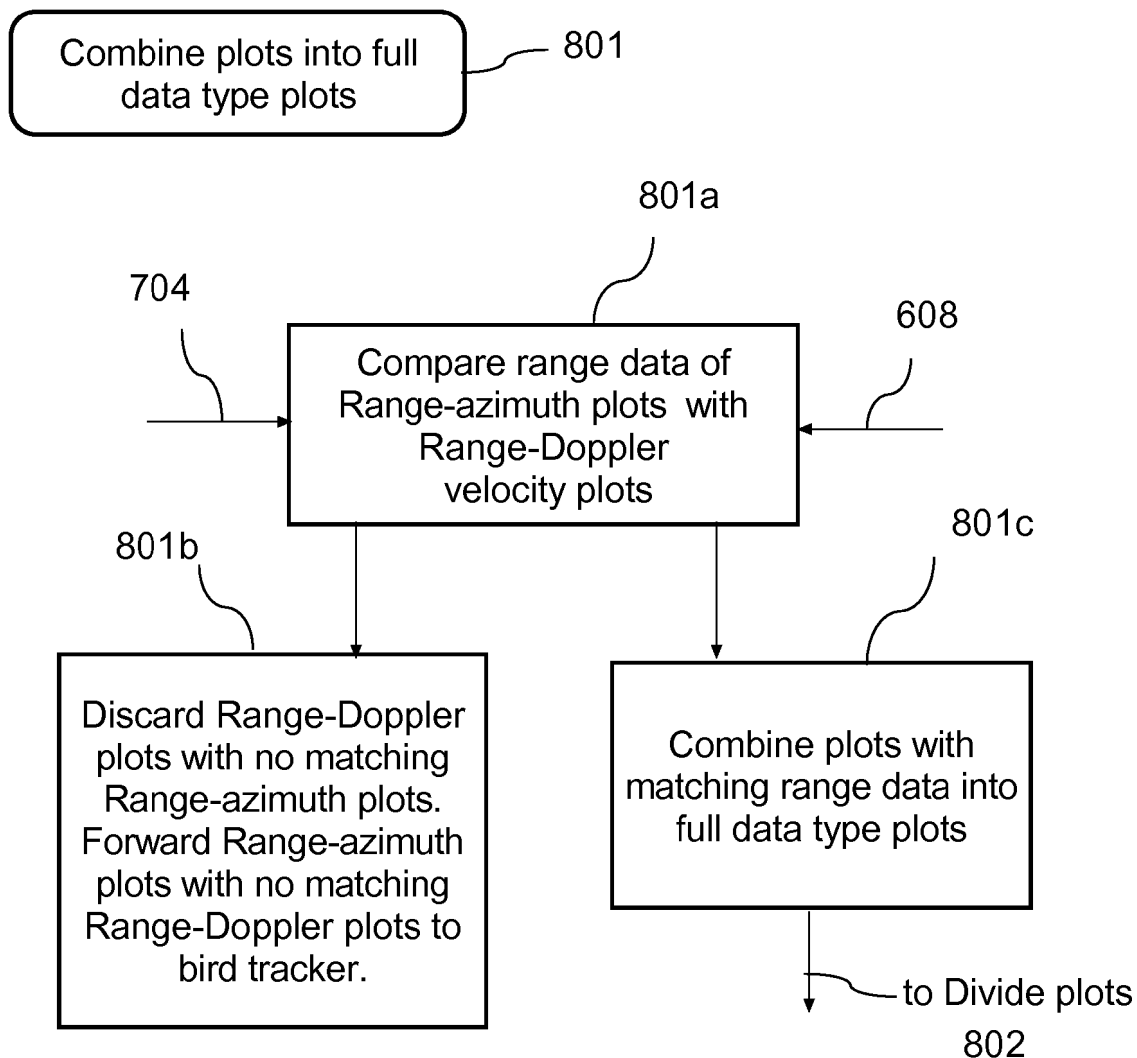 Combine plots into full
data type plots
801
801a
704
608
Compare range data of
Range-azimuth plots with
Range-Doppler
velocity plots
801b
801c
Discard Range-Doppler
plots with no matching
Range-azimuth plots.
Forward Range-azimuth
plots with no matching
Range-Doppler plots to
bird tracker.
Combine plots with
matching range data into
full data type plots
to Divide plots
802